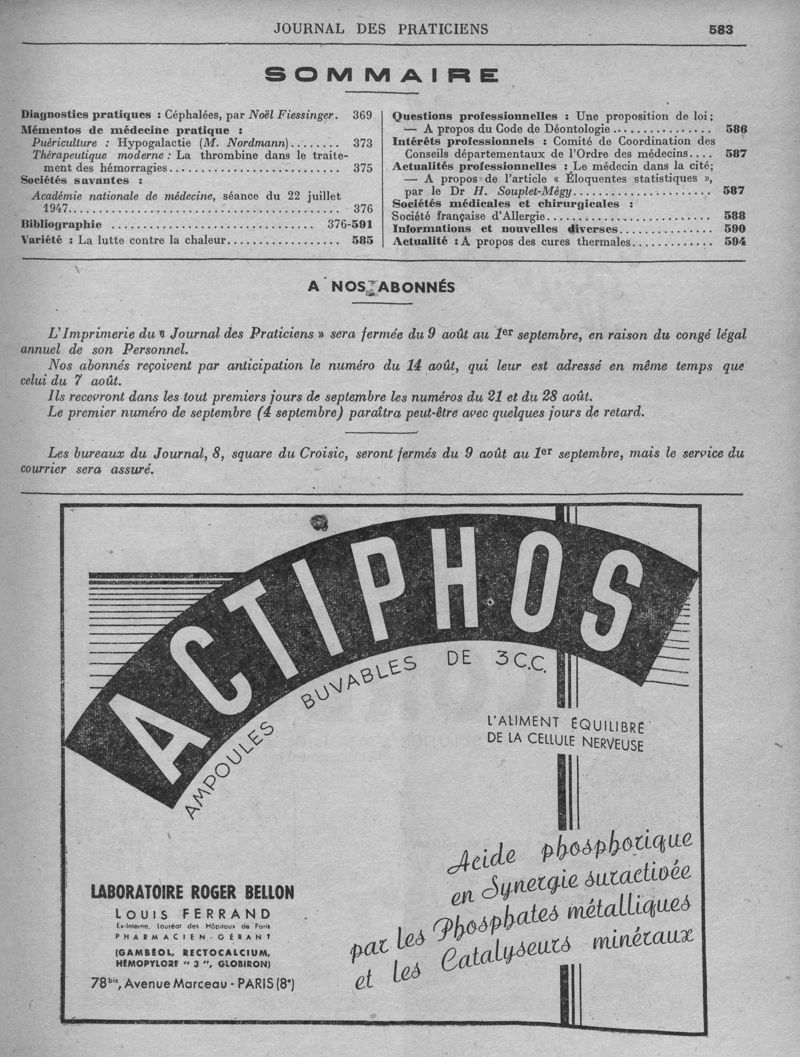 JOURNAL DES PRATICIENS 583
SOMMAIRE
Diagnostics pratiques : Céphalées, par Noël Fiessinger. 369
Mémentos de médecine pratique :
Puériculture : Hypogalactie (M. Nordmann)........ 373
Thérapeutique moderne : La thrombine dans le traite-
ment des hémorragies........................... 375
Sociétés savantes :
Académie nationale de médecine, séance du 22 juillet
1947........................................... 376
Bibliographie ................................ 376-591
Variété : La lutte contre la chaleur................. 585
Questions professionnelles : Une proposition de loi;
— A propos du Code de Déontologie................ 586
Intérêts professionnels : Comité de Coordination des
Conseils départementaux de l'Ordre des médecins.... 587
Actualités professionnelles : Le médecin dans la cité;
— A propos de l'article « Éloquentes statistiques »,
par le Dr H. Souplet-Mégy....................... 587
Sociétés médicales et chirurgicales :
Société française d'Allergie........................... 588
Informations et nouvelles diverses............... 590
Actualité : A propos des cures thermales............. 594
A NOS ABONNÉS
L'Imprimerie du « Journal des Praticiens » sera fermée du 9 août au 1er septembre, en raison du congé légal
annuel de son Personnel.
Nos abonnés reçoivent par anticipation le numéro du 14 août, qui leur est adressé en même temps que
celui du 7 août.
Ils recevront dans les tout premiers jours de septembre les numéros du 21 et du 28 août.
Le premier numéro de septembre (4 septembre) paraîtra peut-être avec quelques jours de retard.
Les bureaux du Journal, 8, square du Croisic, seront fermés du 9 août au 1er septembre, mais le service du
courrier sera assuré.
ACTIPHOS
AMPOULES BUVABLES DE 3 C.C.
L'ALIMENT ÉQUILIBRÉ
DE LA CELLULE NERVEUSE
Acide phosphorique
en Synergie suractivée
par les Phosphates métalliques
et les Catalyseurs minéraux
LABORATOIRE ROGER BELLON
LOUIS FERRAND
Ex-Interne, Lauréat des Hôpitaux de Paris
PHARMACIEN-GÉRANT
(GAMBÉOL, RECTOCALCIUM,
HÉMOPYLORE "3", GLOBIRON)
78bis, Avenue Marceau - PARIS (8e)